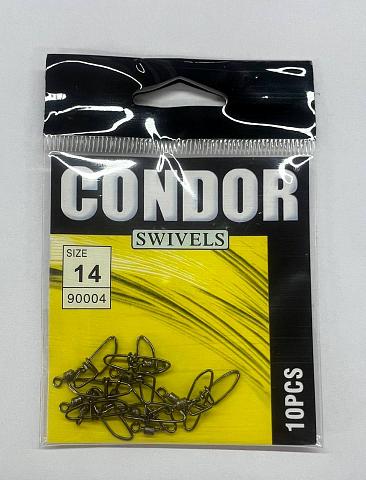 CONDOR
SWIVELS
SIZE
14
90004
10PCS